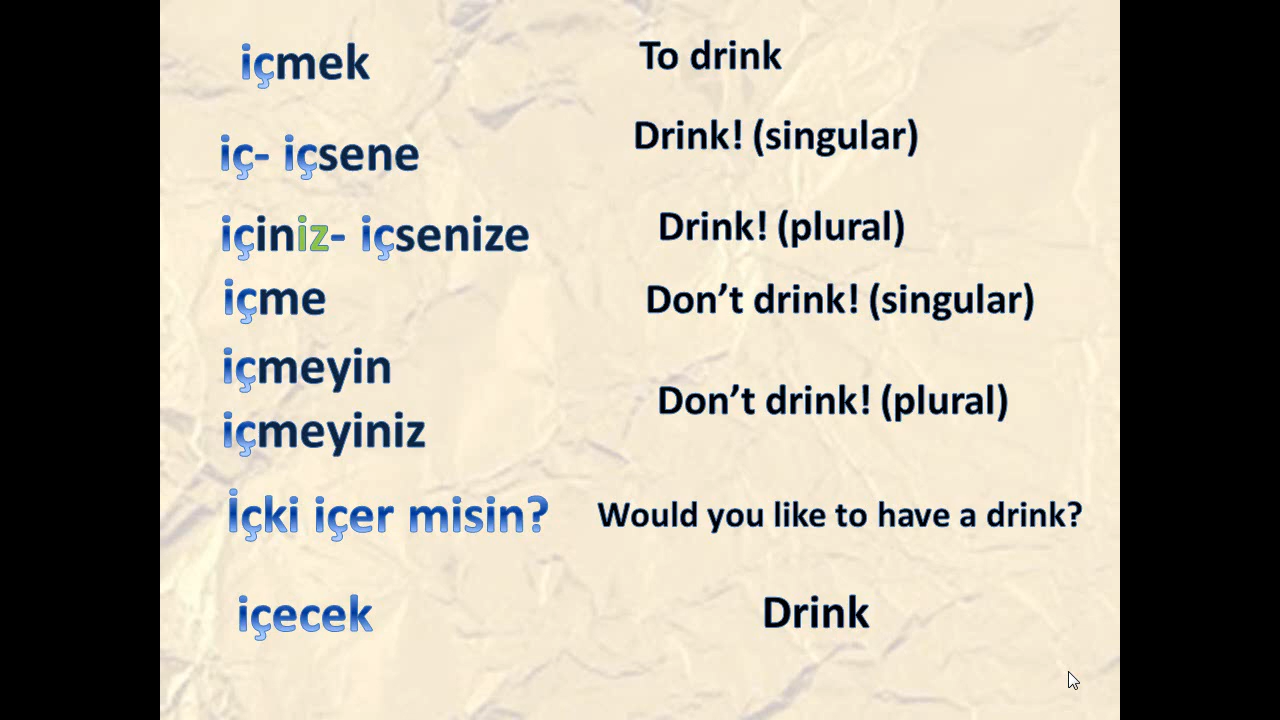 içmek To drink
iç- içsene Drink! (singular)
içiniz- içsenize Drink! (plural)
içme Don’t drink! (singular)
içmeyin
içmeyiniz
Don’t drink! (plural)
İçki içer misin? Would you like to have a drink?
içecek Drink